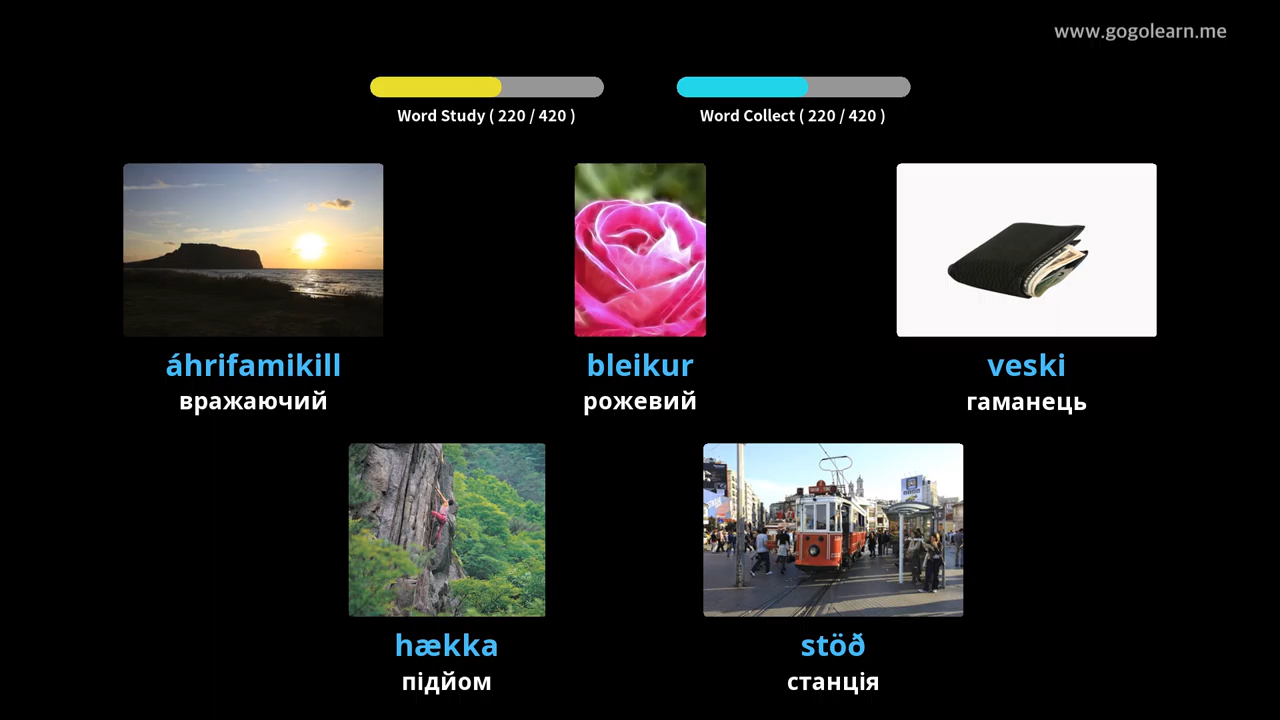 www.gogolearn.me
Word Study ( 220 / 420 )
Word Collect ( 220 / 420 )
áhrifamikill
вражаючий
bleikur
рожевий
veski
гаманець
hækka
підйом
stöð
станція